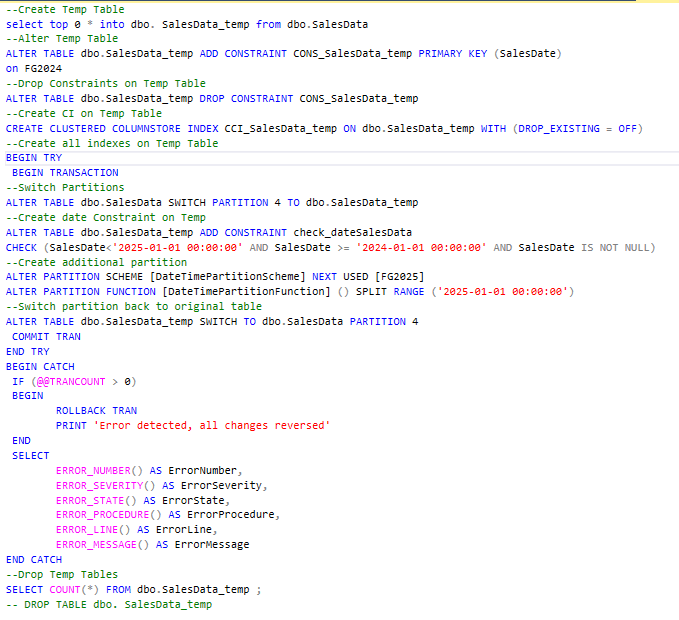 --Create Temp Table
select top 0 * into dbo. SalesData_temp from dbo.SalesData
--Alter Temp Table
ALTER TABLE dbo.SalesData_temp ADD CONSTRAINT CONS_SalesData_temp PRIMARY KEY (SalesDate)
on FG2024
--Drop Constraints on Temp Table
ALTER TABLE dbo.SalesData_temp DROP CONSTRAINT CONS_SalesData_temp
--Create CI on Temp Table
CREATE CLUSTERED COLUMNSTORE INDEX CCI_SalesData_temp ON dbo.SalesData_temp WITH (DROP_EXISTING = OFF)
--Create all indexes on Temp Table
BEGIN TRY
 BEGIN TRANSACTION
--Switch Partitions
ALTER TABLE dbo.SalesData SWITCH PARTITION 4 TO dbo.SalesData_temp
--Create date Constraint on Temp
ALTER TABLE dbo.SalesData_temp ADD CONSTRAINT check_dateSalesData
CHECK (SalesDate<'2025-01-01 00:00:00' AND SalesDate >= '2024-01-01 00:00:00' AND SalesDate IS NOT NULL)
--Create additional partition
ALTER PARTITION SCHEME [DateTimePartitionScheme] NEXT USED [FG2025]
ALTER PARTITION FUNCTION [DateTimePartitionFunction] () SPLIT RANGE ('2025-01-01 00:00:00')
--Switch partition back to original table
ALTER TABLE dbo.SalesData_temp SWITCH TO dbo.SalesData PARTITION 4
 COMMIT TRAN
END TRY
BEGIN CATCH
 IF (@@TRANCOUNT > 0)
 BEGIN
       ROLLBACK TRAN
       PRINT 'Error detected, all changes reversed'
 END
 SELECT
       ERROR_NUMBER() AS ErrorNumber,
       ERROR_SEVERITY() AS ErrorSeverity,
       ERROR_STATE() AS ErrorState,
       ERROR_PROCEDURE() AS ErrorProcedure,
       ERROR_LINE() AS ErrorLine,
       ERROR_MESSAGE() AS ErrorMessage
END CATCH
--Drop Temp Tables
SELECT COUNT(*) FROM dbo.SalesData_temp ;
-- DROP TABLE dbo. SalesData_temp